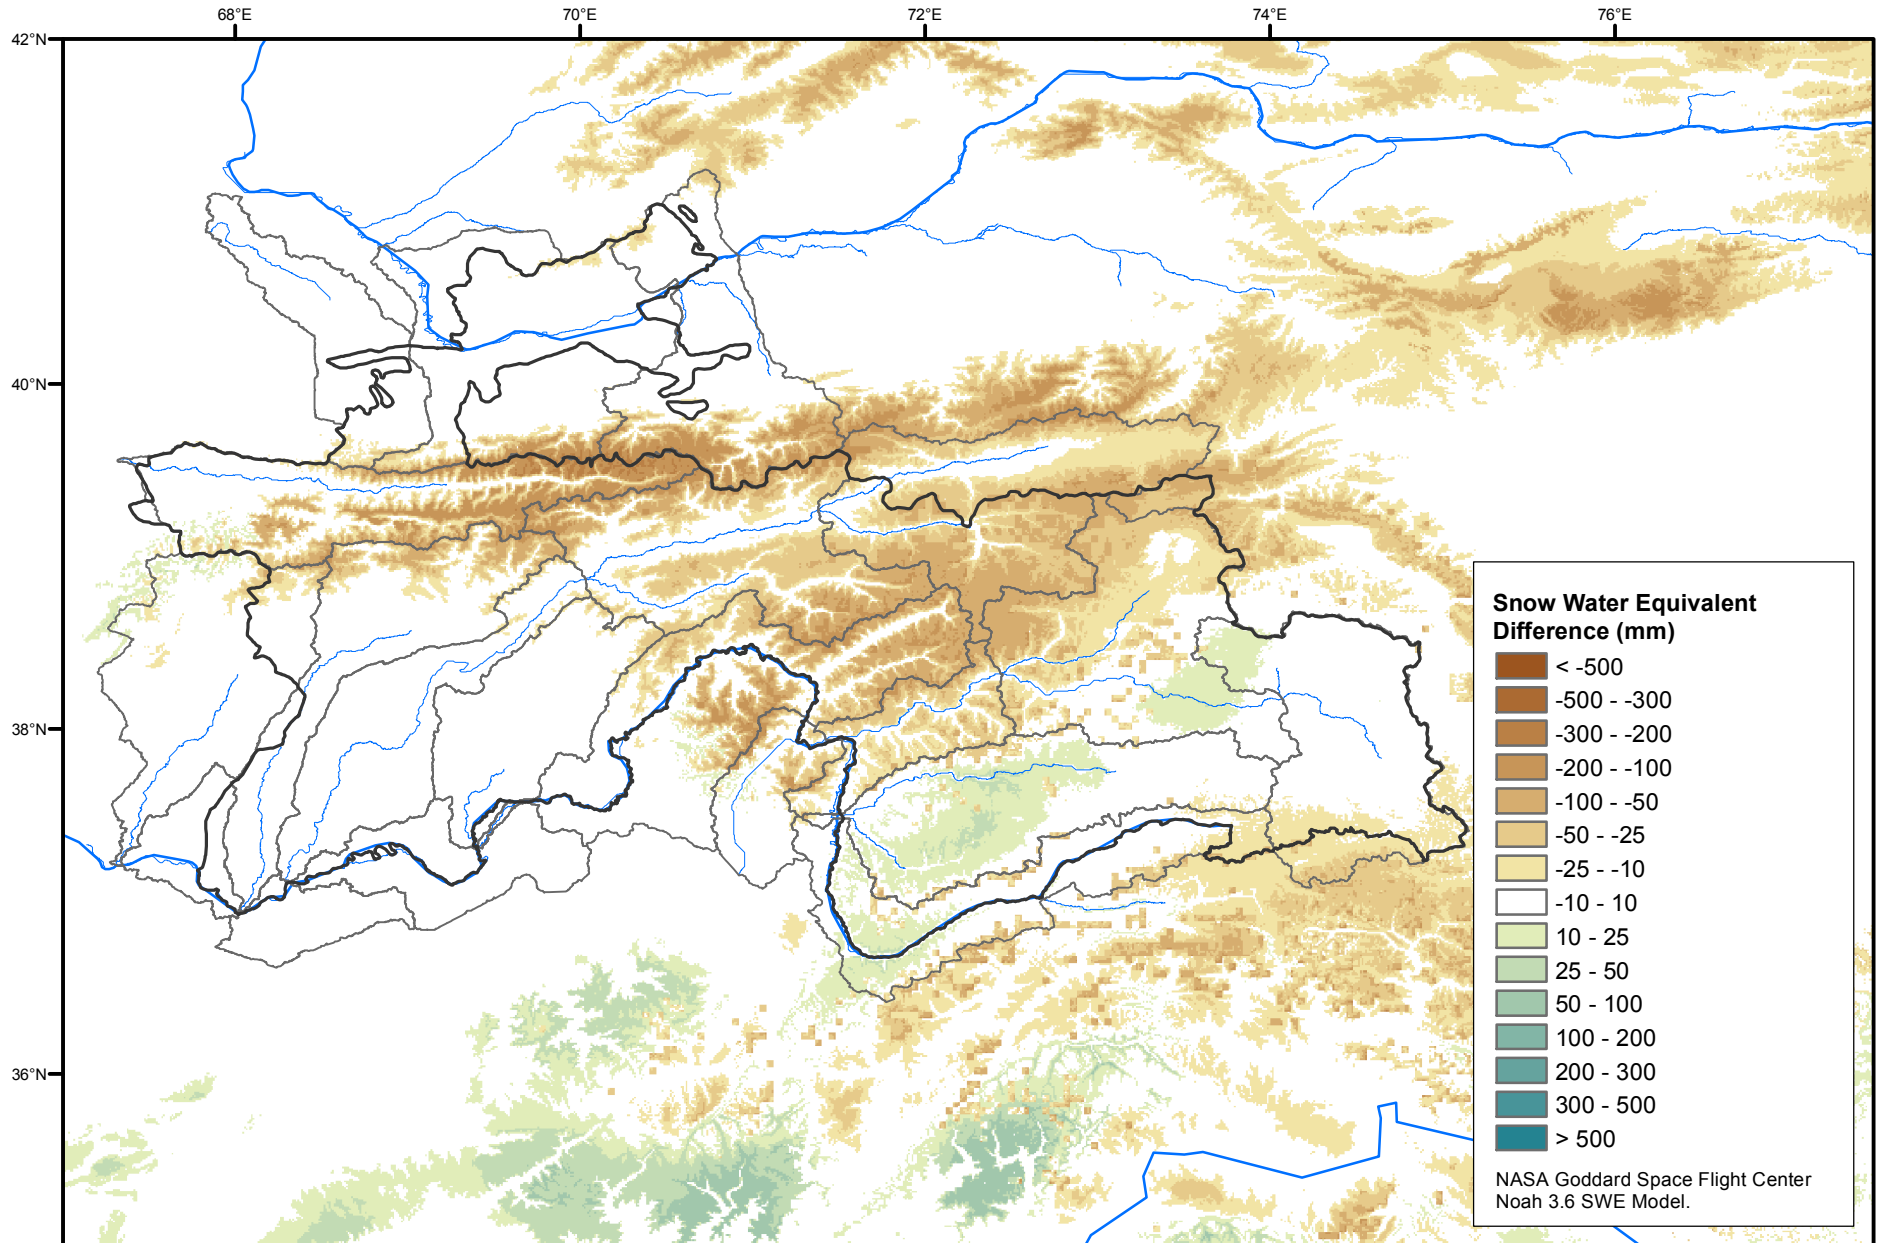 68°E
70°E
72°E
74°E
76°E
42°N
40°N
38°N
36°N
Snow Water Equivalent
Difference (mm)
< -500
-500 - -300
-300 - -200
-200 - -100
-100 - -50
-50 - -25
-25 - -10
-10 - 10
10 - 25
25 - 50
50 - 100
100 - 200
200 - 300
300 - 500
> 500
NASA Goddard Space Flight Center
Noah 3.6 SWE Model.